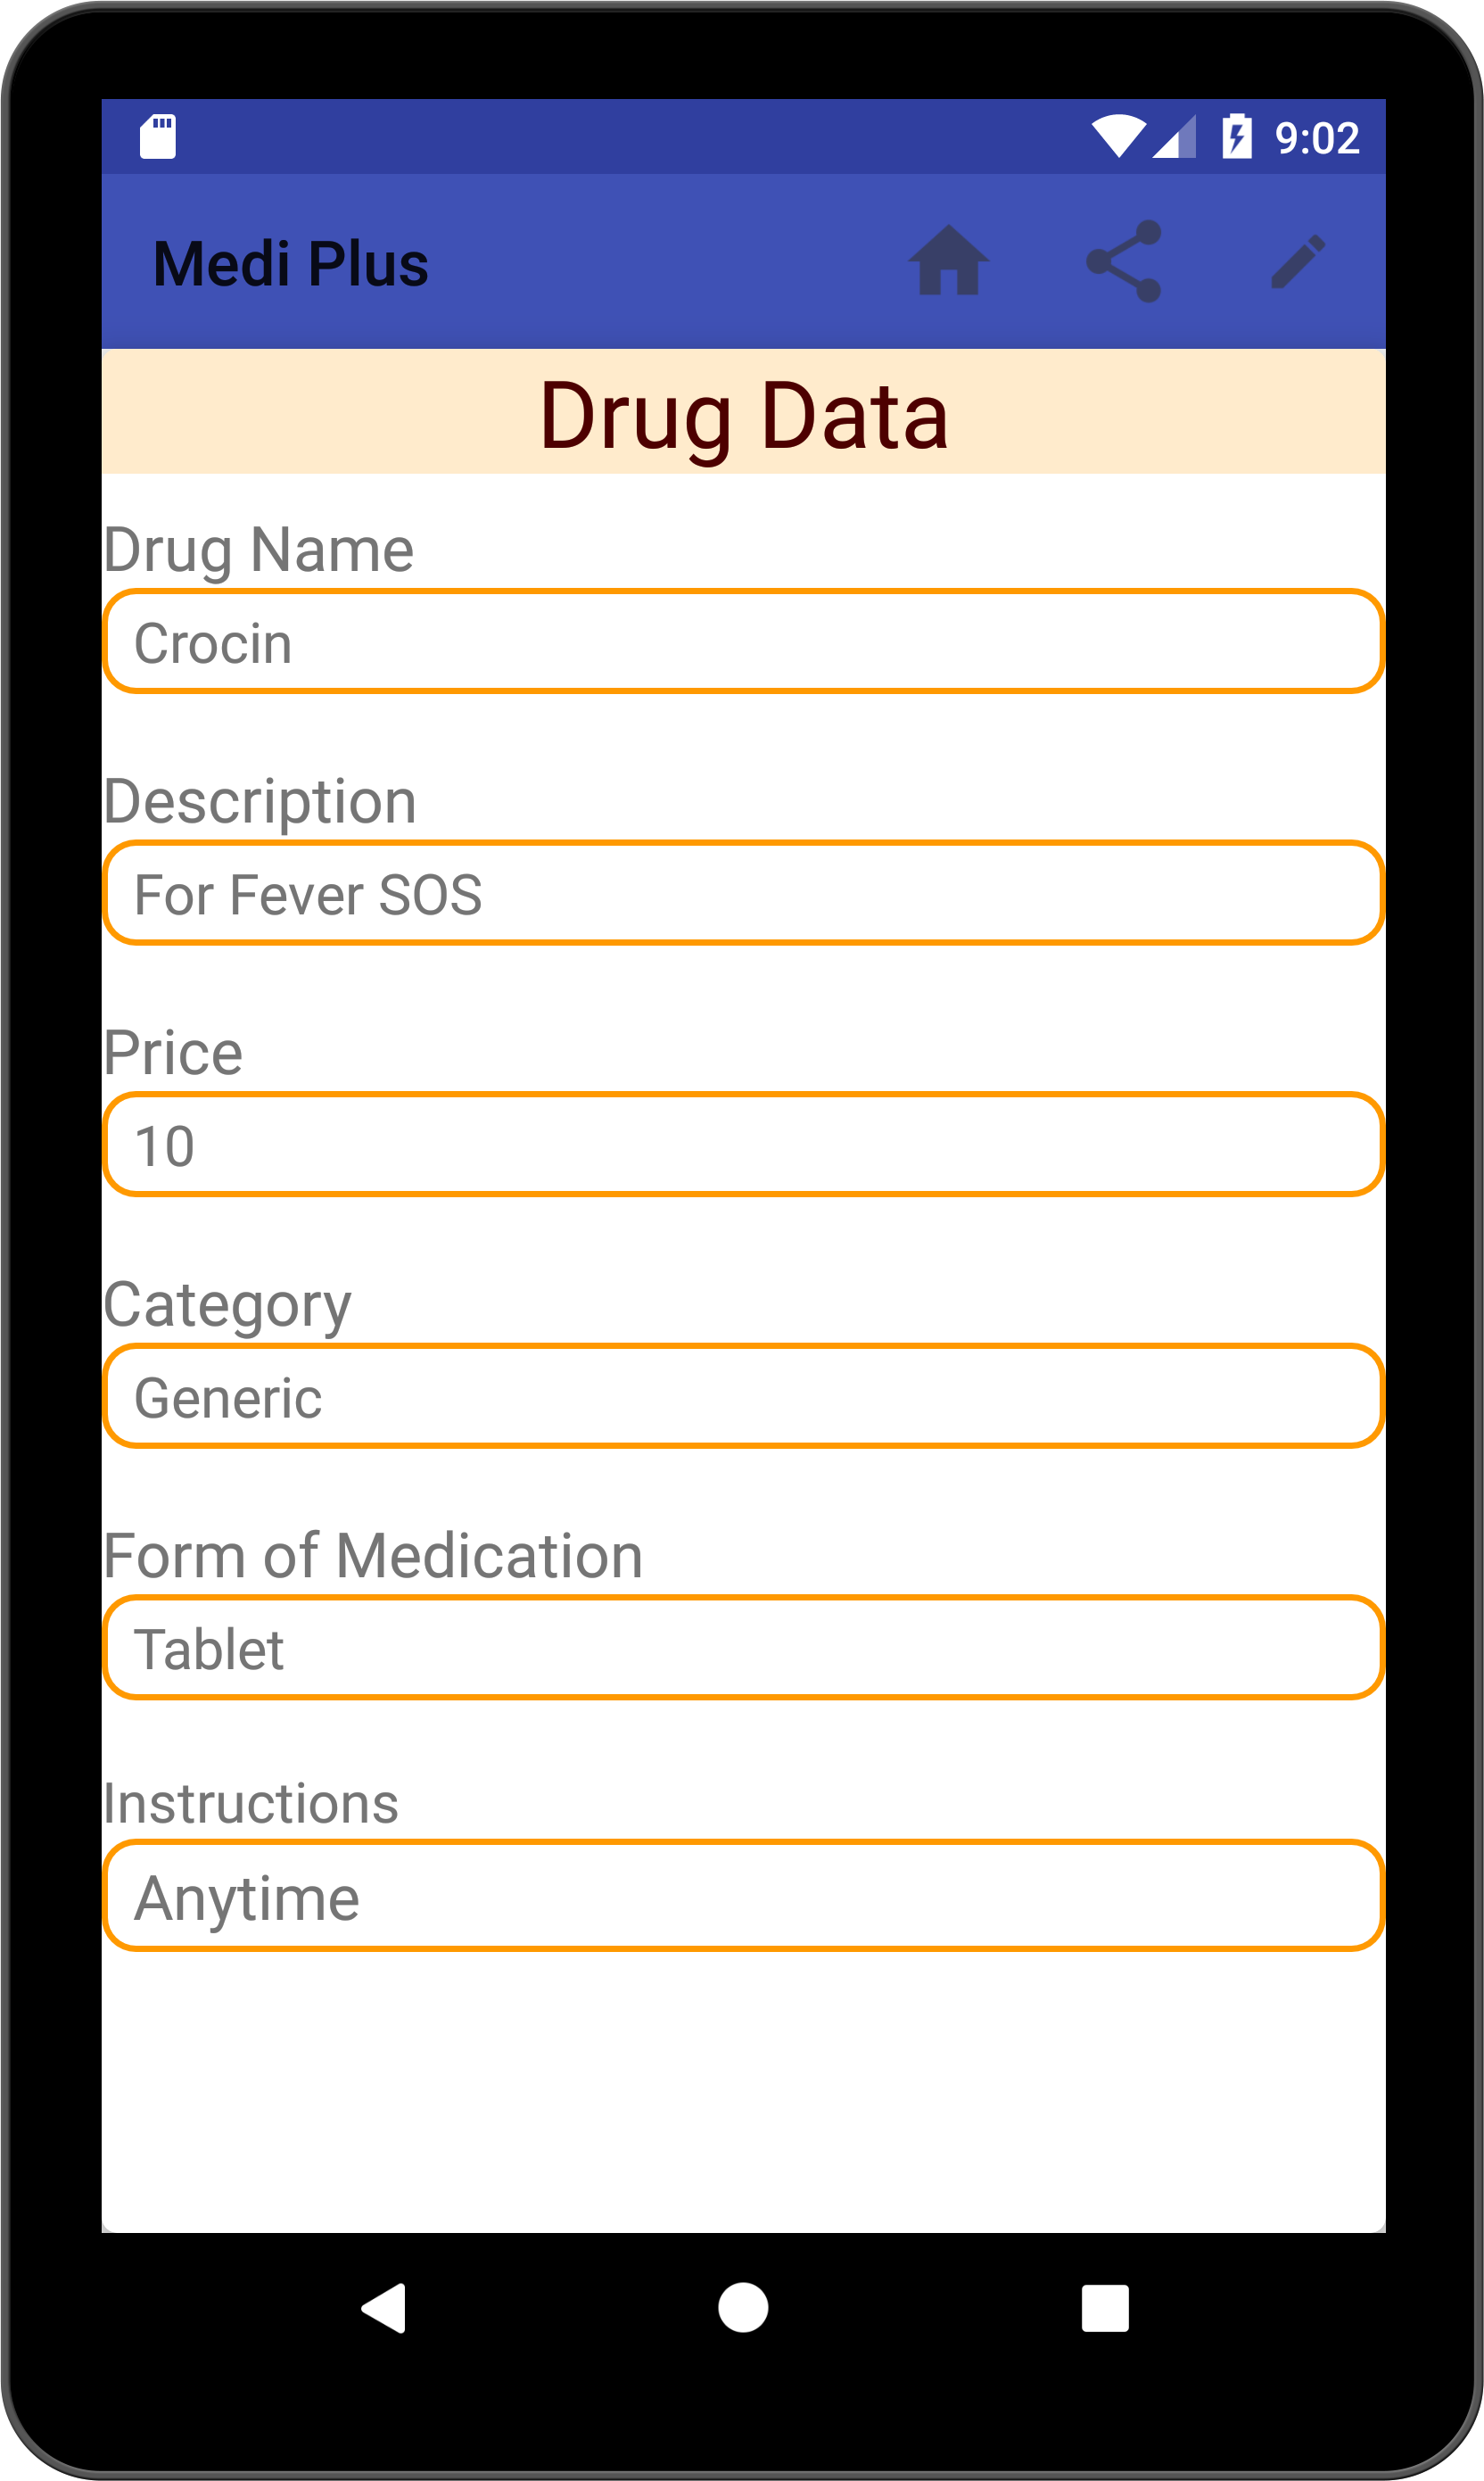 9:02
Medi Plus
Drug Data
Drug Name
Crocin
Description
For Fever SOS
Price
10
Category
Generic
Form of Medication
Tablet
Instructions
Anytime